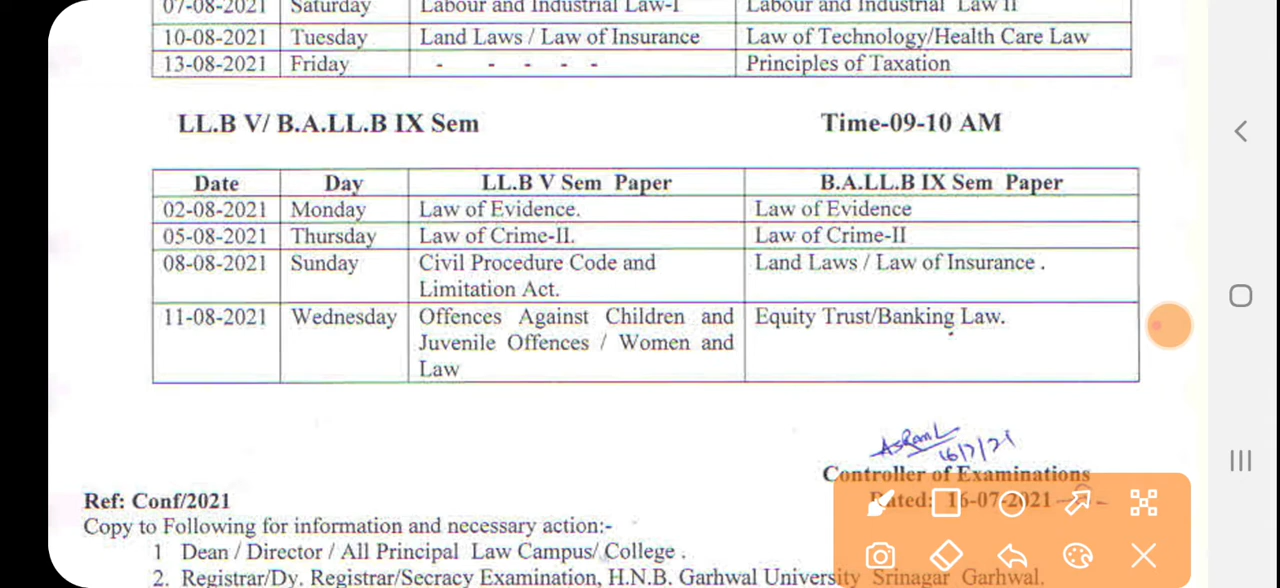 07-08-2021 Saturday Labour and Industrial Law-I Labour and Industrial Law II
10-08-2021 Tuesday Land Laws / Law of Insurance Law of Technology/Health Care Law
13-08-2021 Friday - - - - - Principles of Taxation
LL.B V/ B.A.LL.B IX Sem Time-09-10 AM
Date Day LL.B V Sem Paper B.A.LL.B IX Sem Paper
02-08-2021 Monday Law of Evidence. Law of Evidence
05-08-2021 Thursday Law of Crime-II. Law of Crime-II
08-08-2021 Sunday Civil Procedure Code and Land Laws / Law of Insurance .
Limitation Act.
11-08-2021 Wednesday Offences Against Children and Equity Trust/Banking Law.
Juvenile Offences / Women and
Law
16/7/21
Controller of Examinations
Ref: Conf/2021 Dated: 16-07-2021
Copy to Following for information and necessary action:-
1 Dean / Director / All Principal Law Campus/ College .
2. Registrar/Dy. Registrar/Secracy Examination, H.N.B. Garhwal University Srinagar Garhwal.